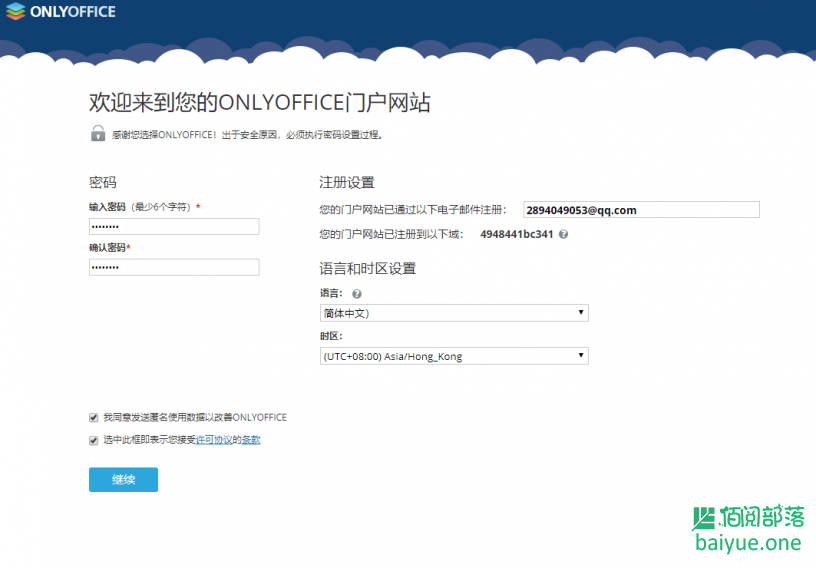 ONLYOFFICE
欢迎来到您的ONLYOFFICE门户网站
感谢您选择ONLYOFFICE！出于安全原因，必须执行密码设置过程。
密码
输入密码（最少6个字符）*
••••••••
确认密码*
••••••••
注册设置
您的门户网站已通过以下电子邮件注册： 2894049053@qq.com
您的门户网站已注册到以下域： 4948441bc341 ?
语言和时区设置
语言： ?
简体中文)
时区：
(UTC+08:00) Asia/Hong_Kong
我同意发送匿名使用数据以改善ONLYOFFICE
选中此框即表示您接受许可协议的条款
继续
佰阅部落
baiyue.one